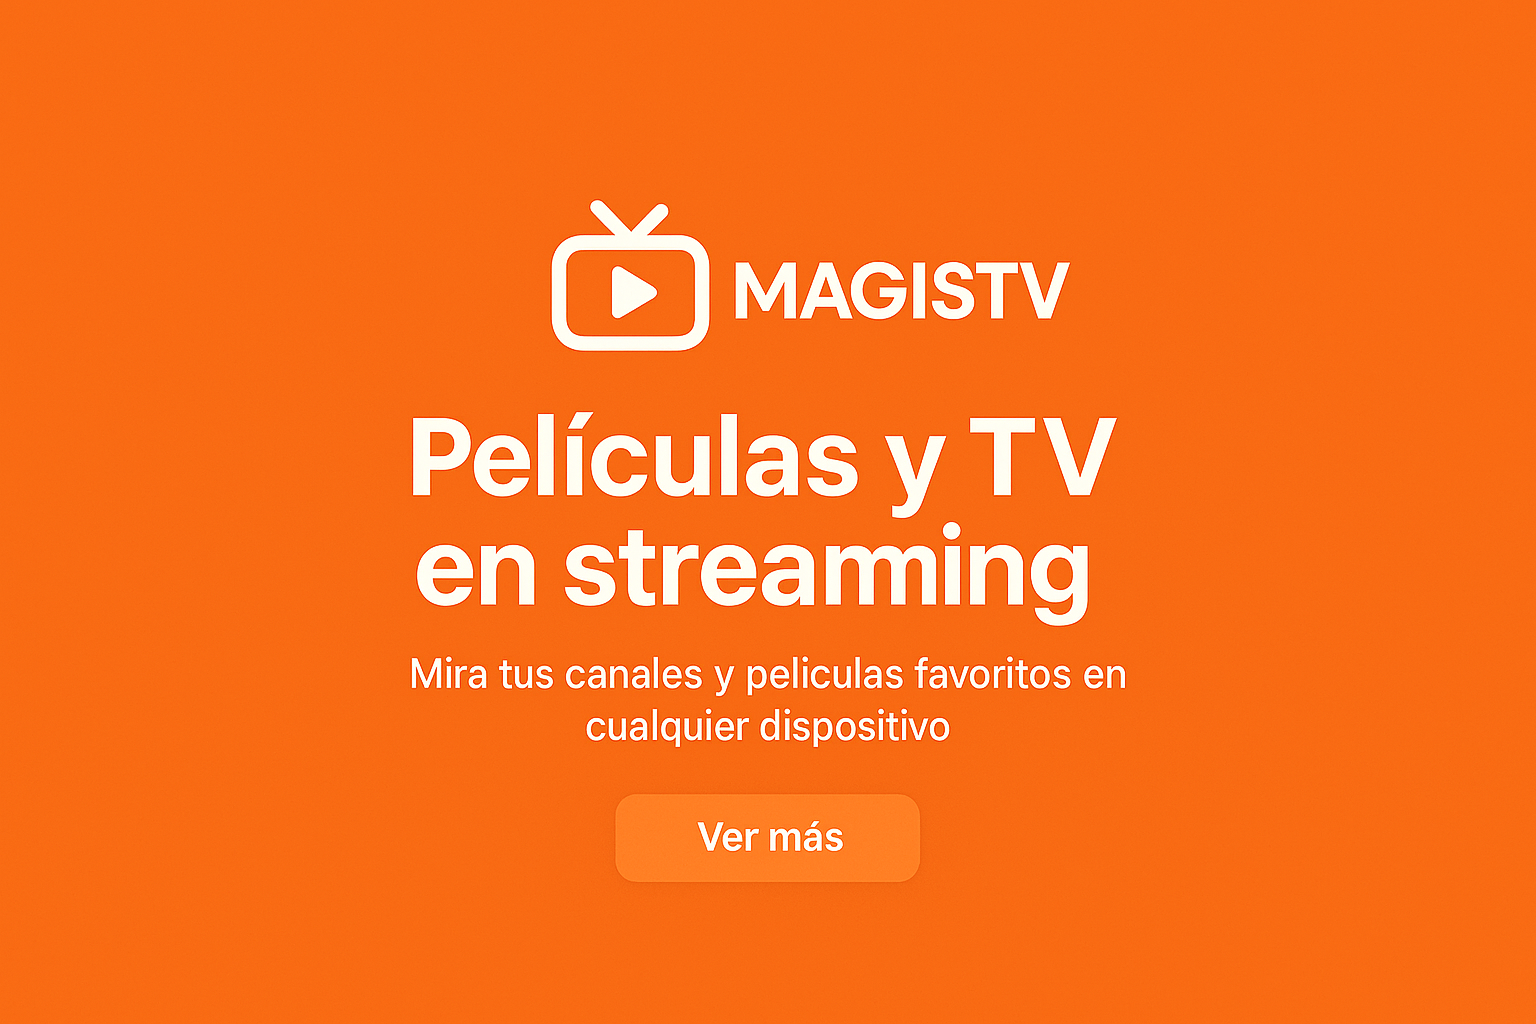 MAGISTV
Películas y TV
en streaming
Mira tus canales y peliculas favoritos en
cualquier dispositivo
Ver más